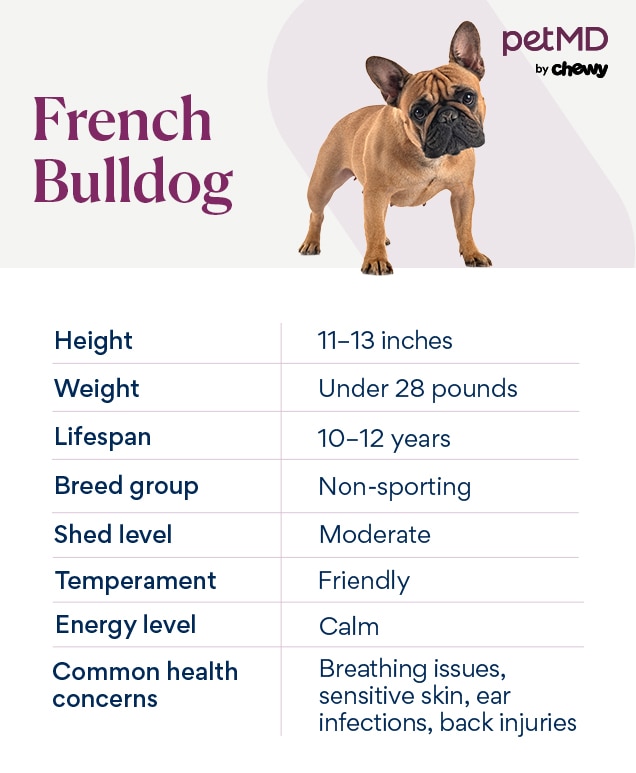 petMD
by chewy
French
Bulldog
Height 11–13 inches
Weight Under 28 pounds
Lifespan 10–12 years
Breed group Non-sporting
Shed level Moderate
Temperament Friendly
Energy level Calm
Common health
concerns
Breathing issues,
sensitive skin, ear
infections, back injuries